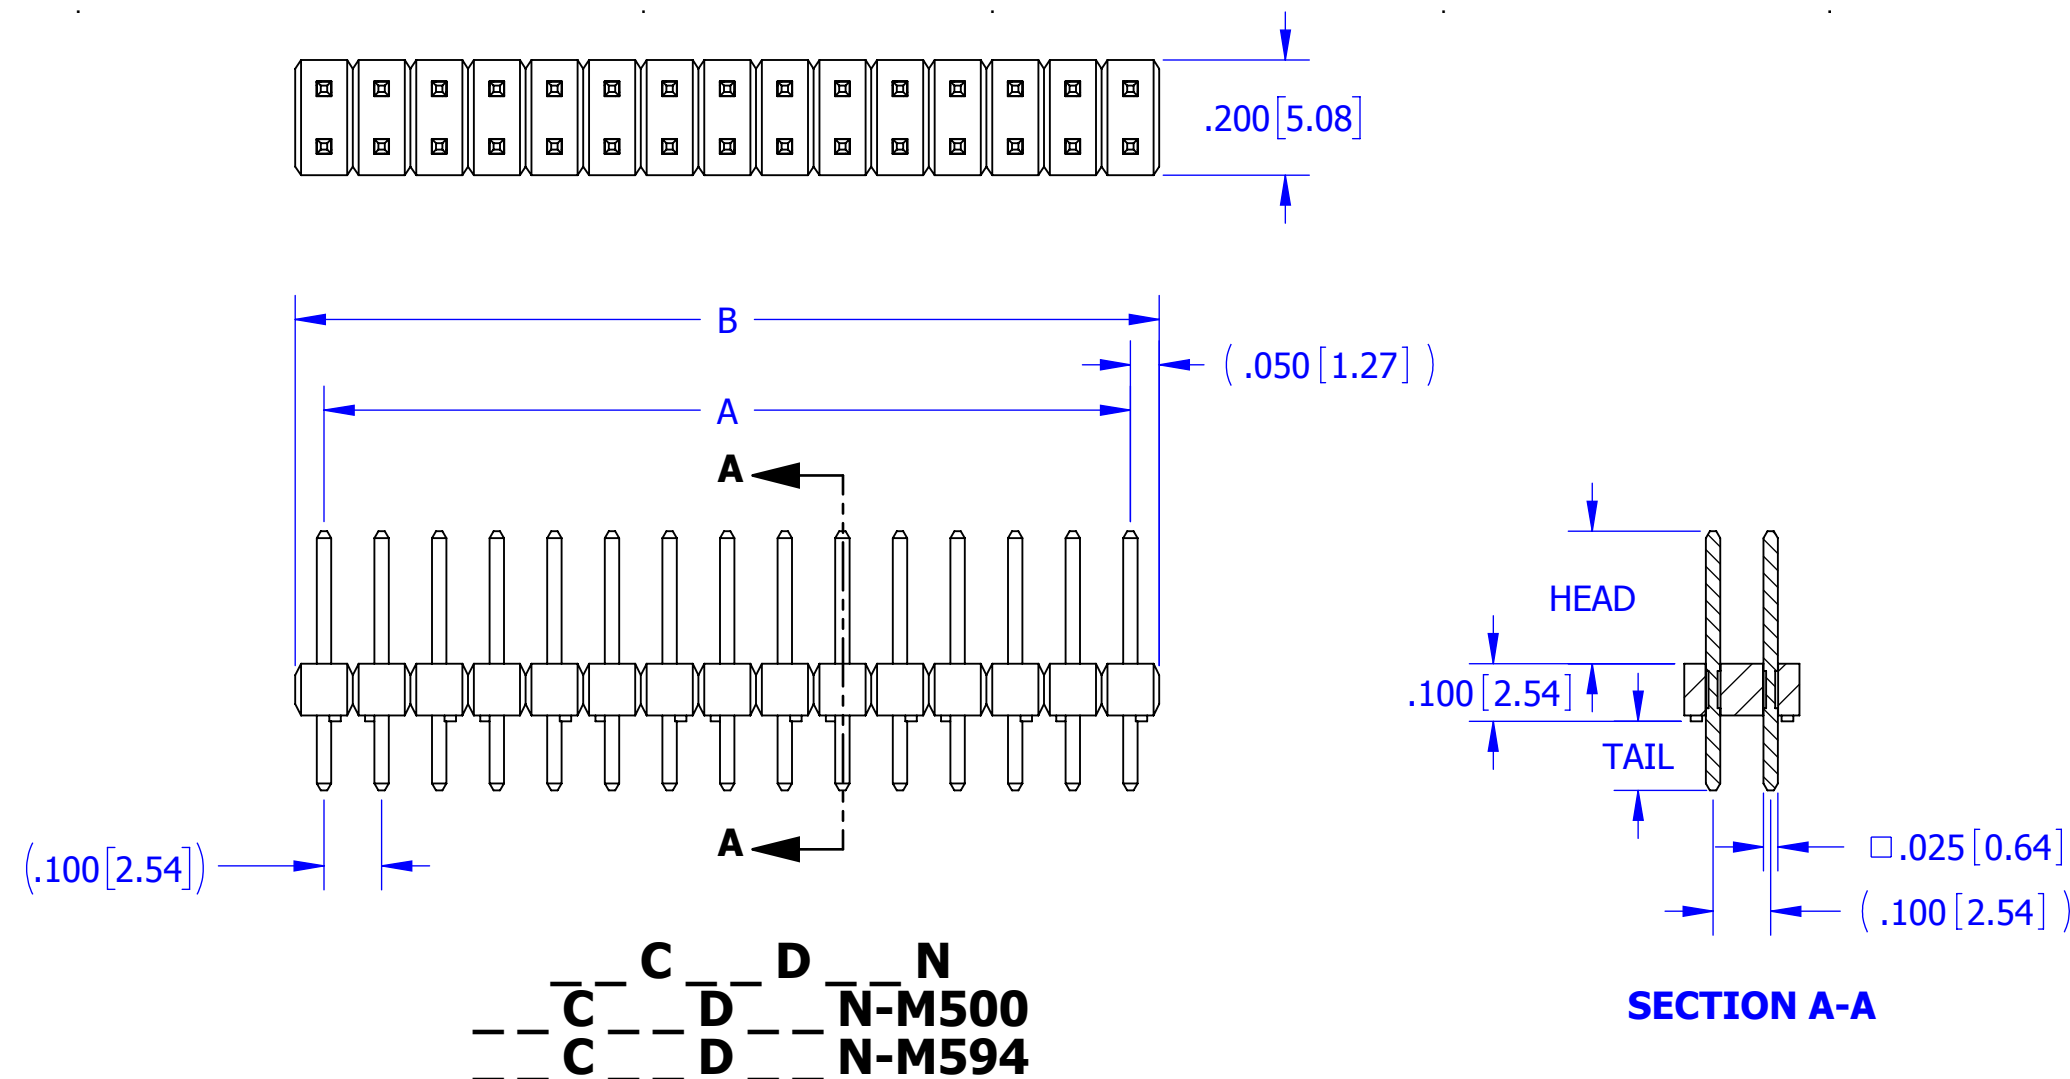 .200[5.08]
B
(.050[1.27])
A
A
HEAD
.100[2.54]
TAIL
A
(.100[2.54])
□.025[0.64]
(.100[2.54])
_ _ C _ _ D _ _ N
_ _ C _ _ D _ _ N-M500
_ _ C _ _ D _ _ N-M594
SECTION A-A